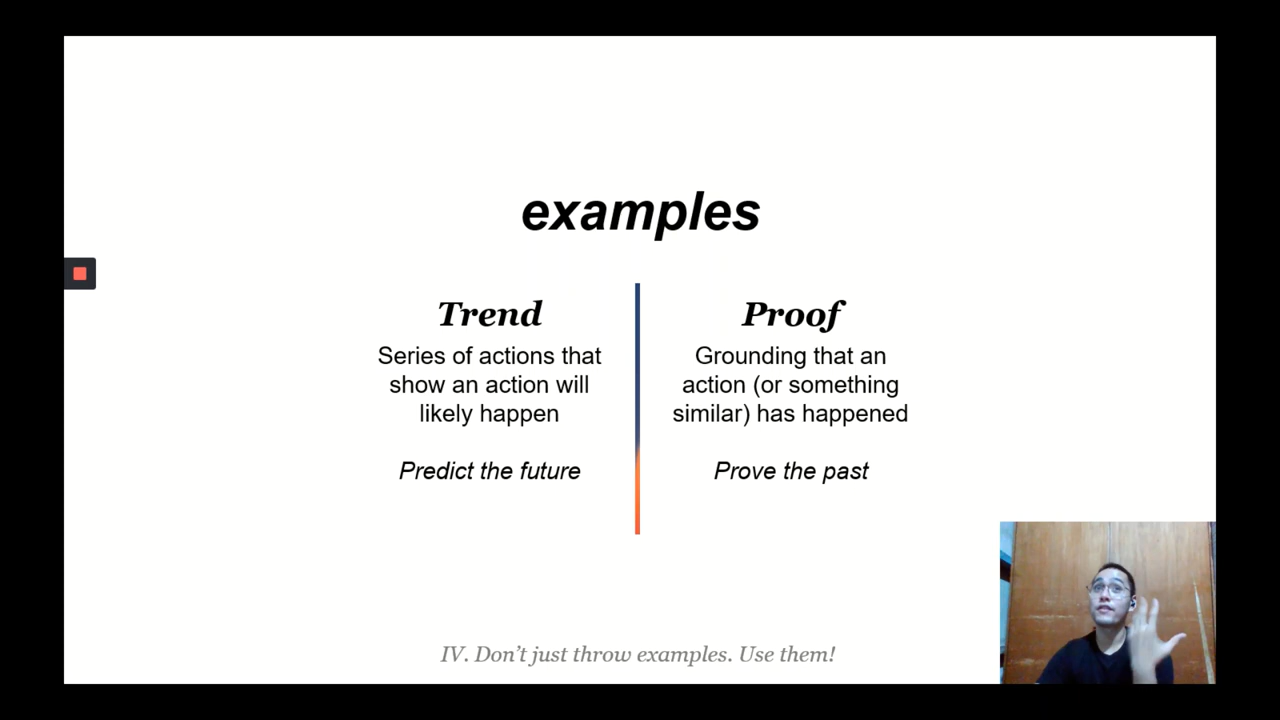 examples
Trend
Series of actions that
show an action will
likely happen
Predict the future
Proof
Grounding that an
action (or something
similar) has happened
Prove the past
IV. Don’t just throw examples. Use them!